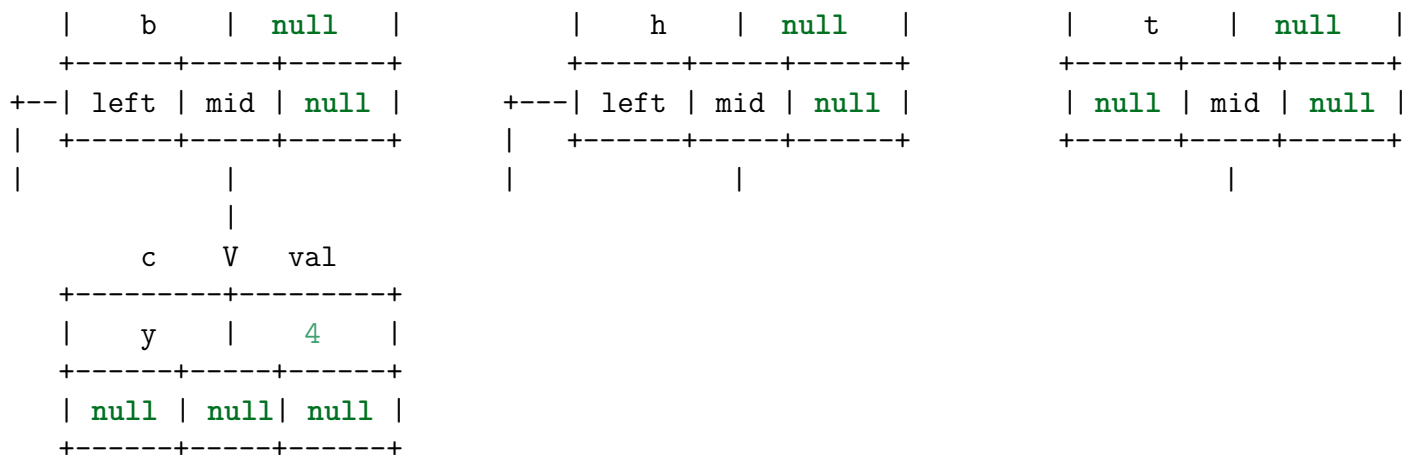 |    b    |  null   |          |    h    |  null   |         |    t    |  null   |
   +------+-----+------+          +------+-----+------+         +------+-----+------+
+--| left | mid | null |      +---| left | mid | null |         | null | mid | null |
|  +------+-----+------+      |   +------+-----+------+         +------+-----+------+
|            |                |             |                             |
             |
        c    V   val
   +---------+---------+
   |    y    |    4    |
   +------+-----+------+
   | null | null| null |
   +------+-----+------+